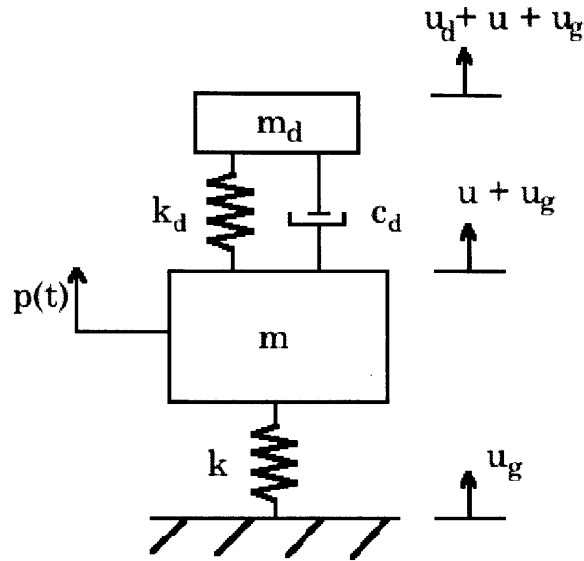 u_d + u + u_g
m_d
k_d
c_d
u + u_g
p(t)
m
k
u_g